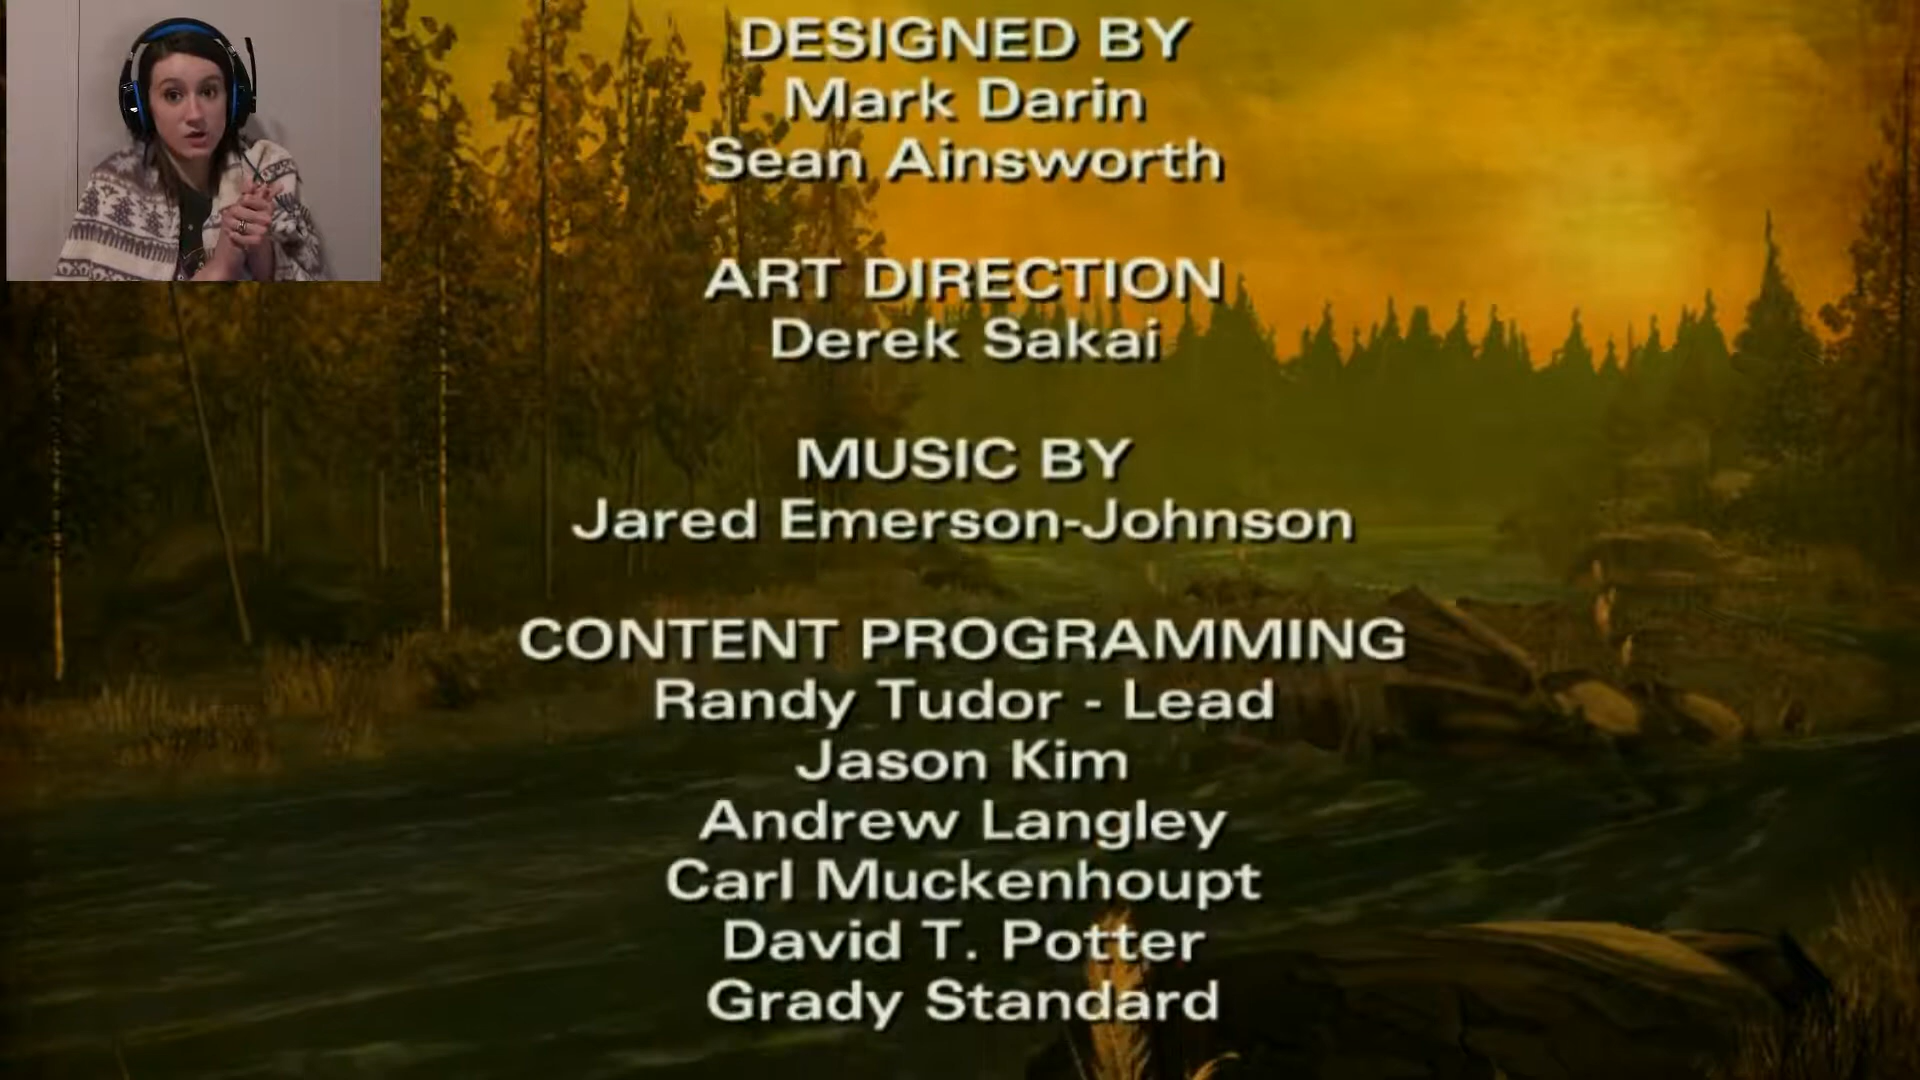 DESIGNED BY
Mark Darin
Sean Ainsworth
ART DIRECTION
Derek Sakai
MUSIC BY
Jared Emerson-Johnson
CONTENT PROGRAMMING
Randy Tudor - Lead
Jason Kim
Andrew Langley
Carl Muckenhoupt
David T. Potter
Grady Standard